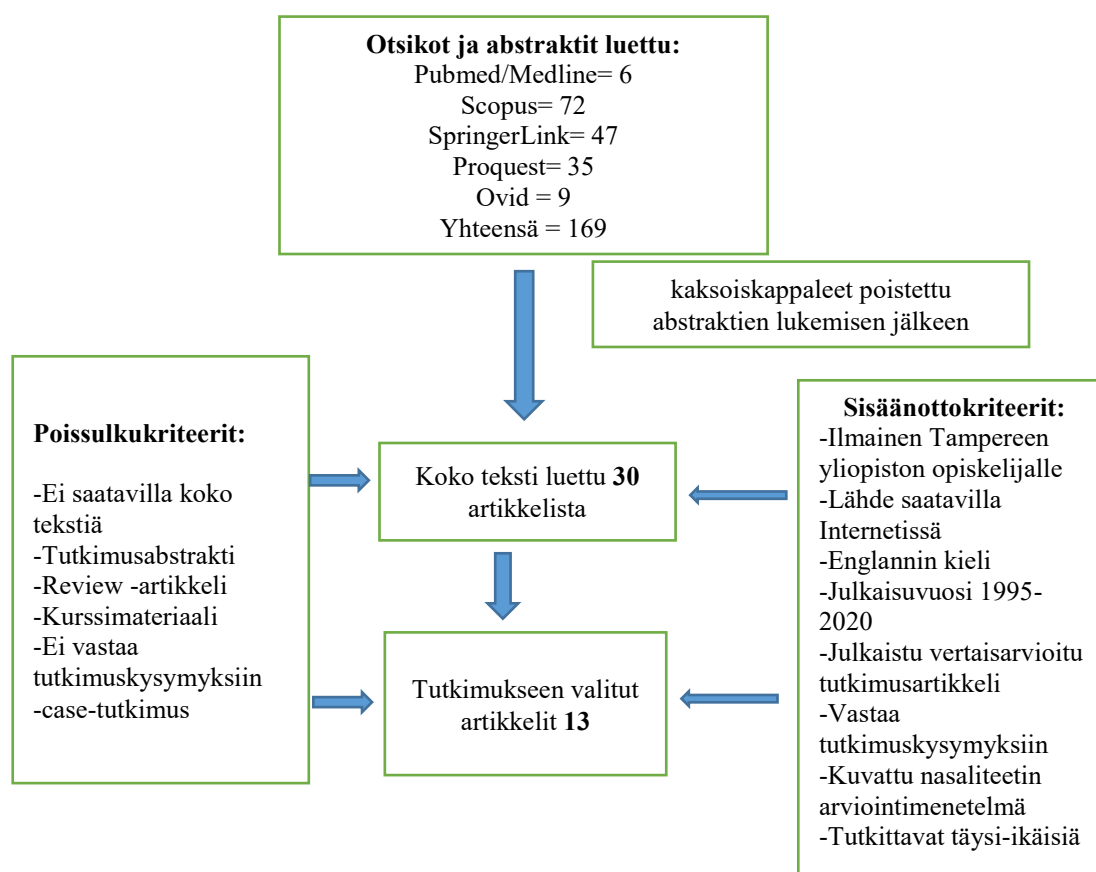 Otsikot ja abstraktit luettu:
Pubmed/Medline= 6
Scopus= 72
SpringerLink= 47
Proquest= 35
Ovid = 9
Yhteensä = 169
kaksoiskappaleet poistettu
abstraktien lukemisen jälkeen
Poissulkukriteerit:
-Ei saatavilla koko
tekstiä
-Tutkimusabstrakti
-Review -artikkeli
-Kurssimateriaali
-Ei vastaa
tutkimuskysymyksiin
-case-tutkimus
Koko teksti luettu 30
artikkelista
Tutkimukseen valitut
artikkelit 13
Sisäänottokriteerit:
-Ilmainen Tampereen
yliopiston opiskelijalle
-Lähde saatavilla
Internetissä
-Englannin kieli
-Julkaisuvuosi 1995-
2020
-Julkaistu vertaisarvioitu
tutkimusartikkeli
-Vastaa
tutkimuskysymyksiin
-Kuvattu nasaliteetin
arviointimenetelmä
-Tutkittavat täysi-ikäisiä